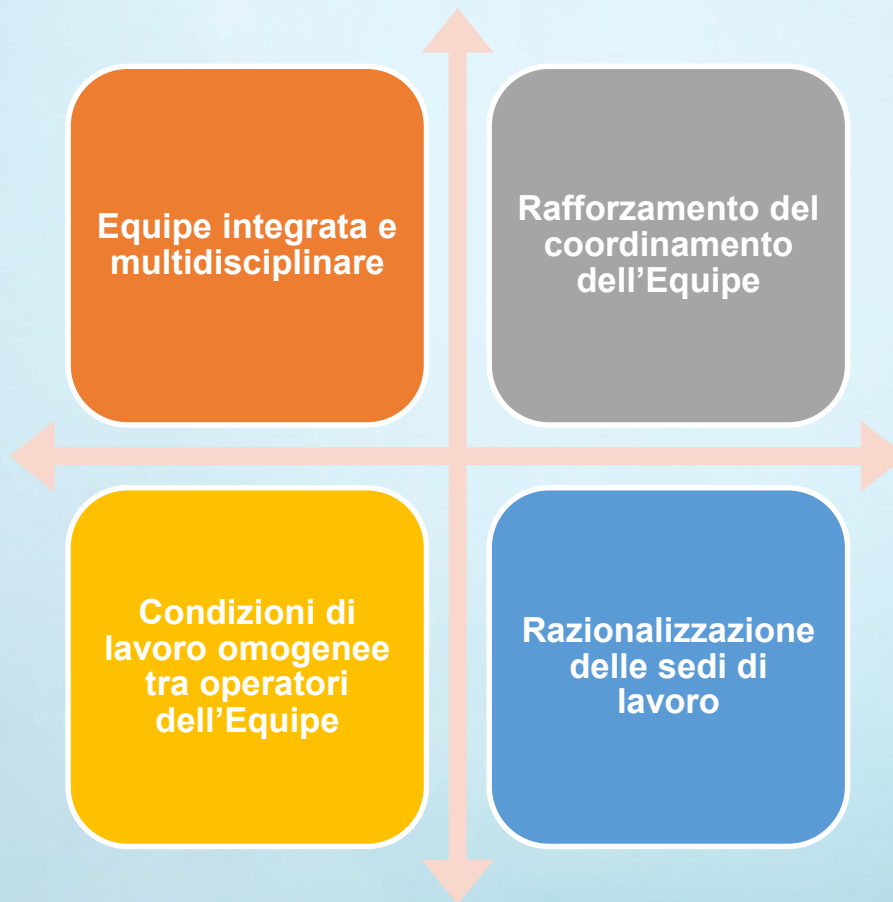 Equipe integrata e
multidisciplinare
Rafforzamento del
coordinamento
dell’Equipe
Condizioni di
lavoro omogenee
tra operatori
dell’Equipe
Razionalizzazione
delle sedi di
lavoro